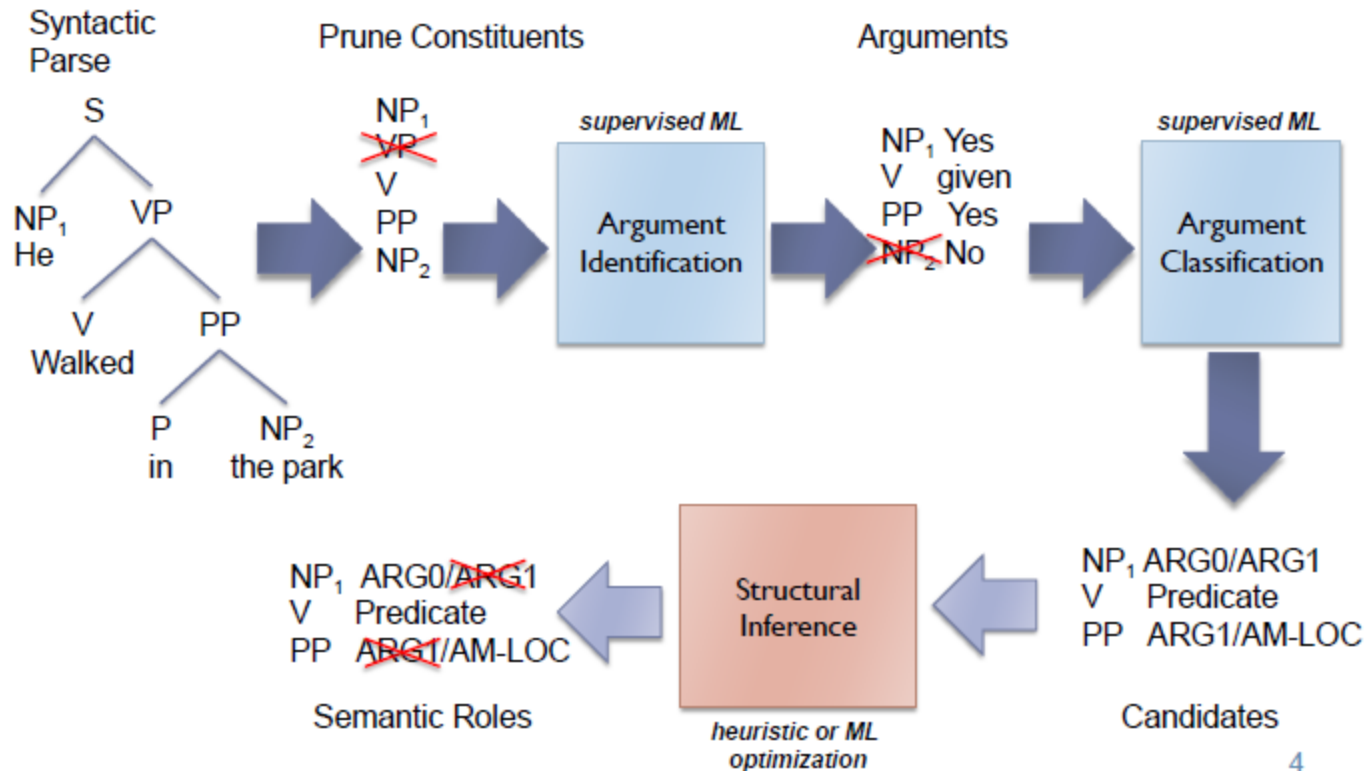 Syntactic
Parse
S
NP₁
He
VP
V
Walked
PP
P
in
NP₂
the park
Prune Constituents
NP₁
VP
V
PP
NP₂
supervised ML
Argument
Identification
Arguments
NP₁ Yes
V given
PP Yes
NP₂ No
supervised ML
Argument
Classification
NP₁ ARG0/ARG1
V Predicate
PP ARG1/AM-LOC
Candidates
Structural
Inference
heuristic or ML
optimization
NP₁ ARG0/ARG1
V Predicate
PP ARG1/AM-LOC
Semantic Roles
4